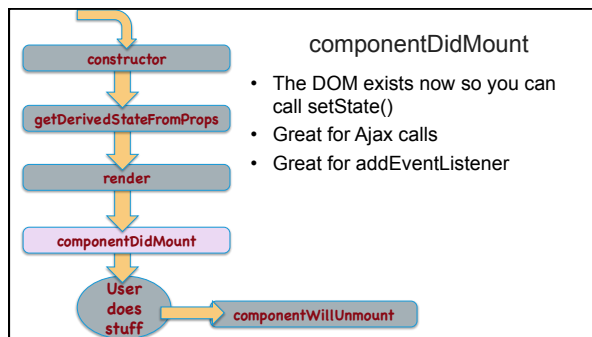 constructor
getDerivedStateFromProps
render
componentDidMount
User
does
stuff
componentWillUnmount
componentDidMount
• The DOM exists now so you can
call setState()
• Great for Ajax calls
• Great for addEventListener